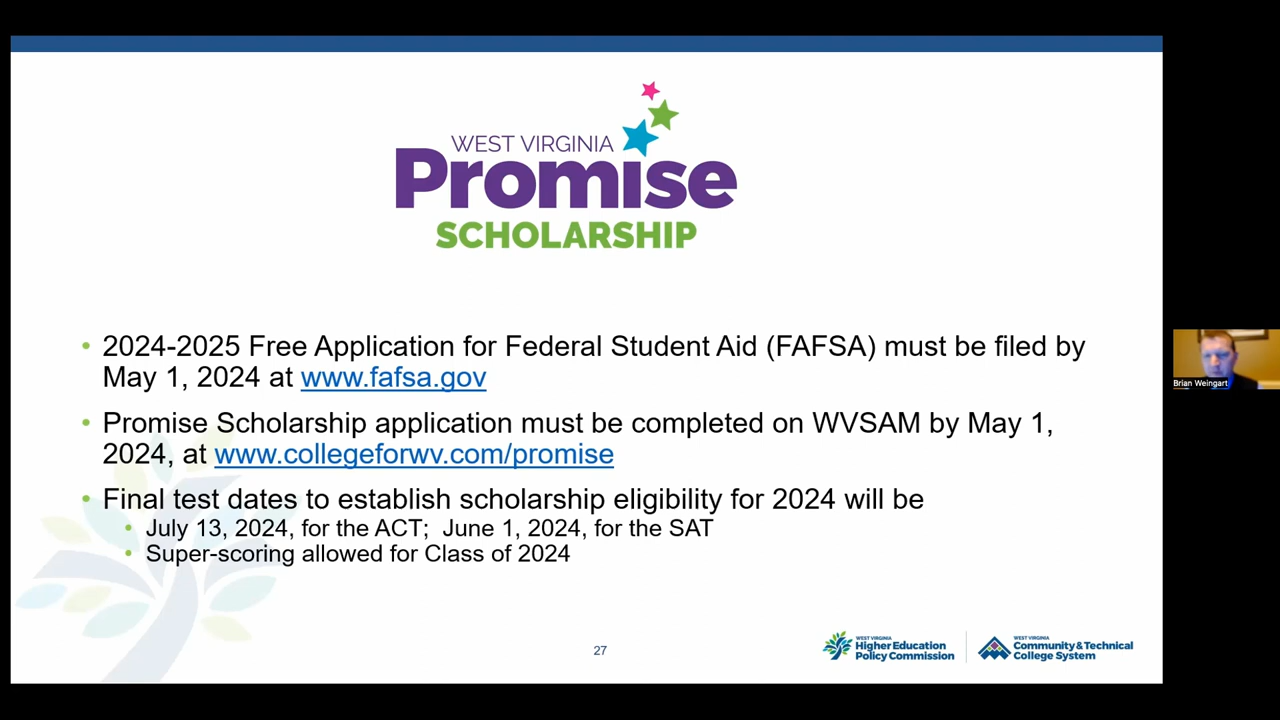 WEST VIRGINIA
Promise
SCHOLARSHIP
• 2024-2025 Free Application for Federal Student Aid (FAFSA) must be filed by
May 1, 2024 at www.fafsa.gov
• Promise Scholarship application must be completed on WVSAM by May 1,
2024, at www.collegeforwv.com/promise
• Final test dates to establish scholarship eligibility for 2024 will be
• July 13, 2024, for the ACT;  June 1, 2024, for the SAT
• Super-scoring allowed for Class of 2024
Brian Weingart
27
WEST VIRGINIA
Higher Education
Policy Commission
WEST VIRGINIA
Community & Technical
College System